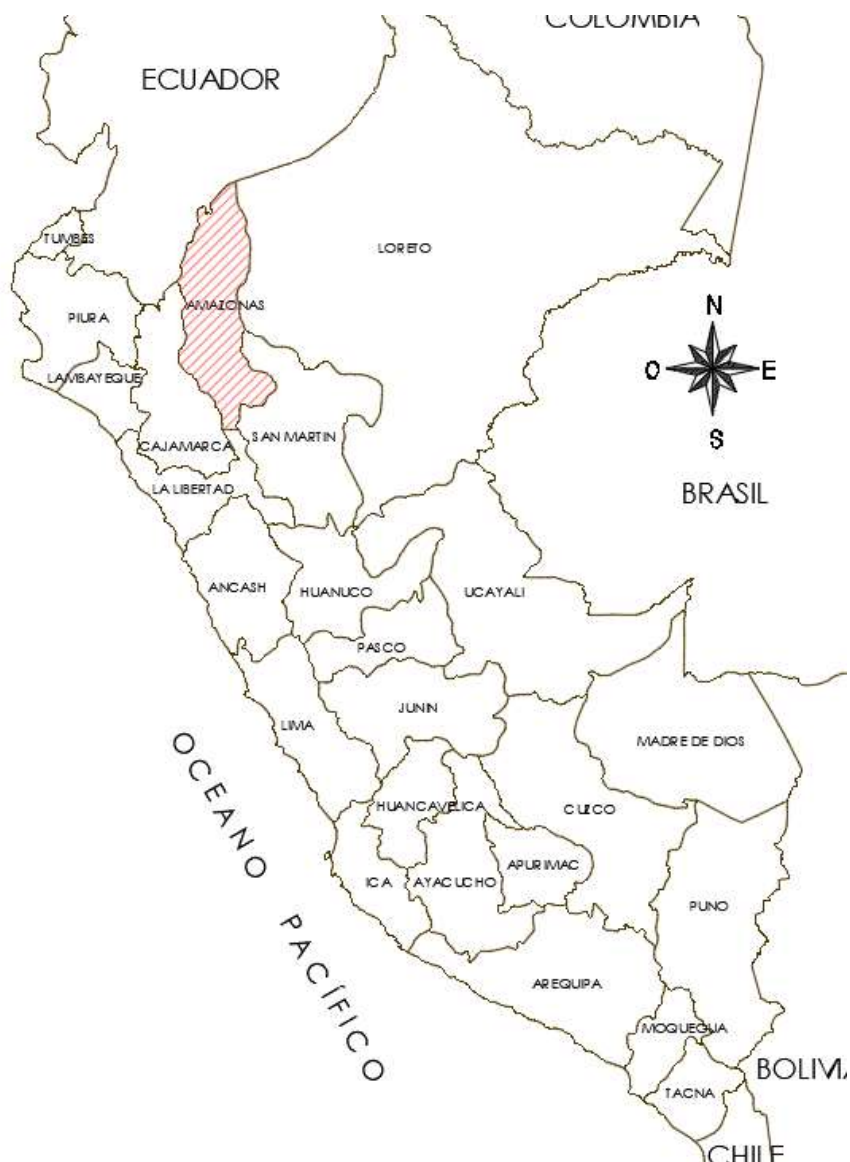 COLOMBIA
ECUADOR
TUMBES
LORETO
AMAZONAS
PIURA
N
O
E
S
LAMBAYEQUE
CAJAMARCA
SAN MARTIN
LA LIBERTAD
BRASIL
ANCASH
HUANUCO
UCAYALI
PASCO
JUNIN
LIMA
MADRE DE DIOS
OCEANO PACÍFICO
HUANCAVELICA
CUZCO
APURIMAC
ICA
AYACUCHO
PUNO
AREQUIPA
MOQUEGUA
BOLIVIA
TACNA
CHILE